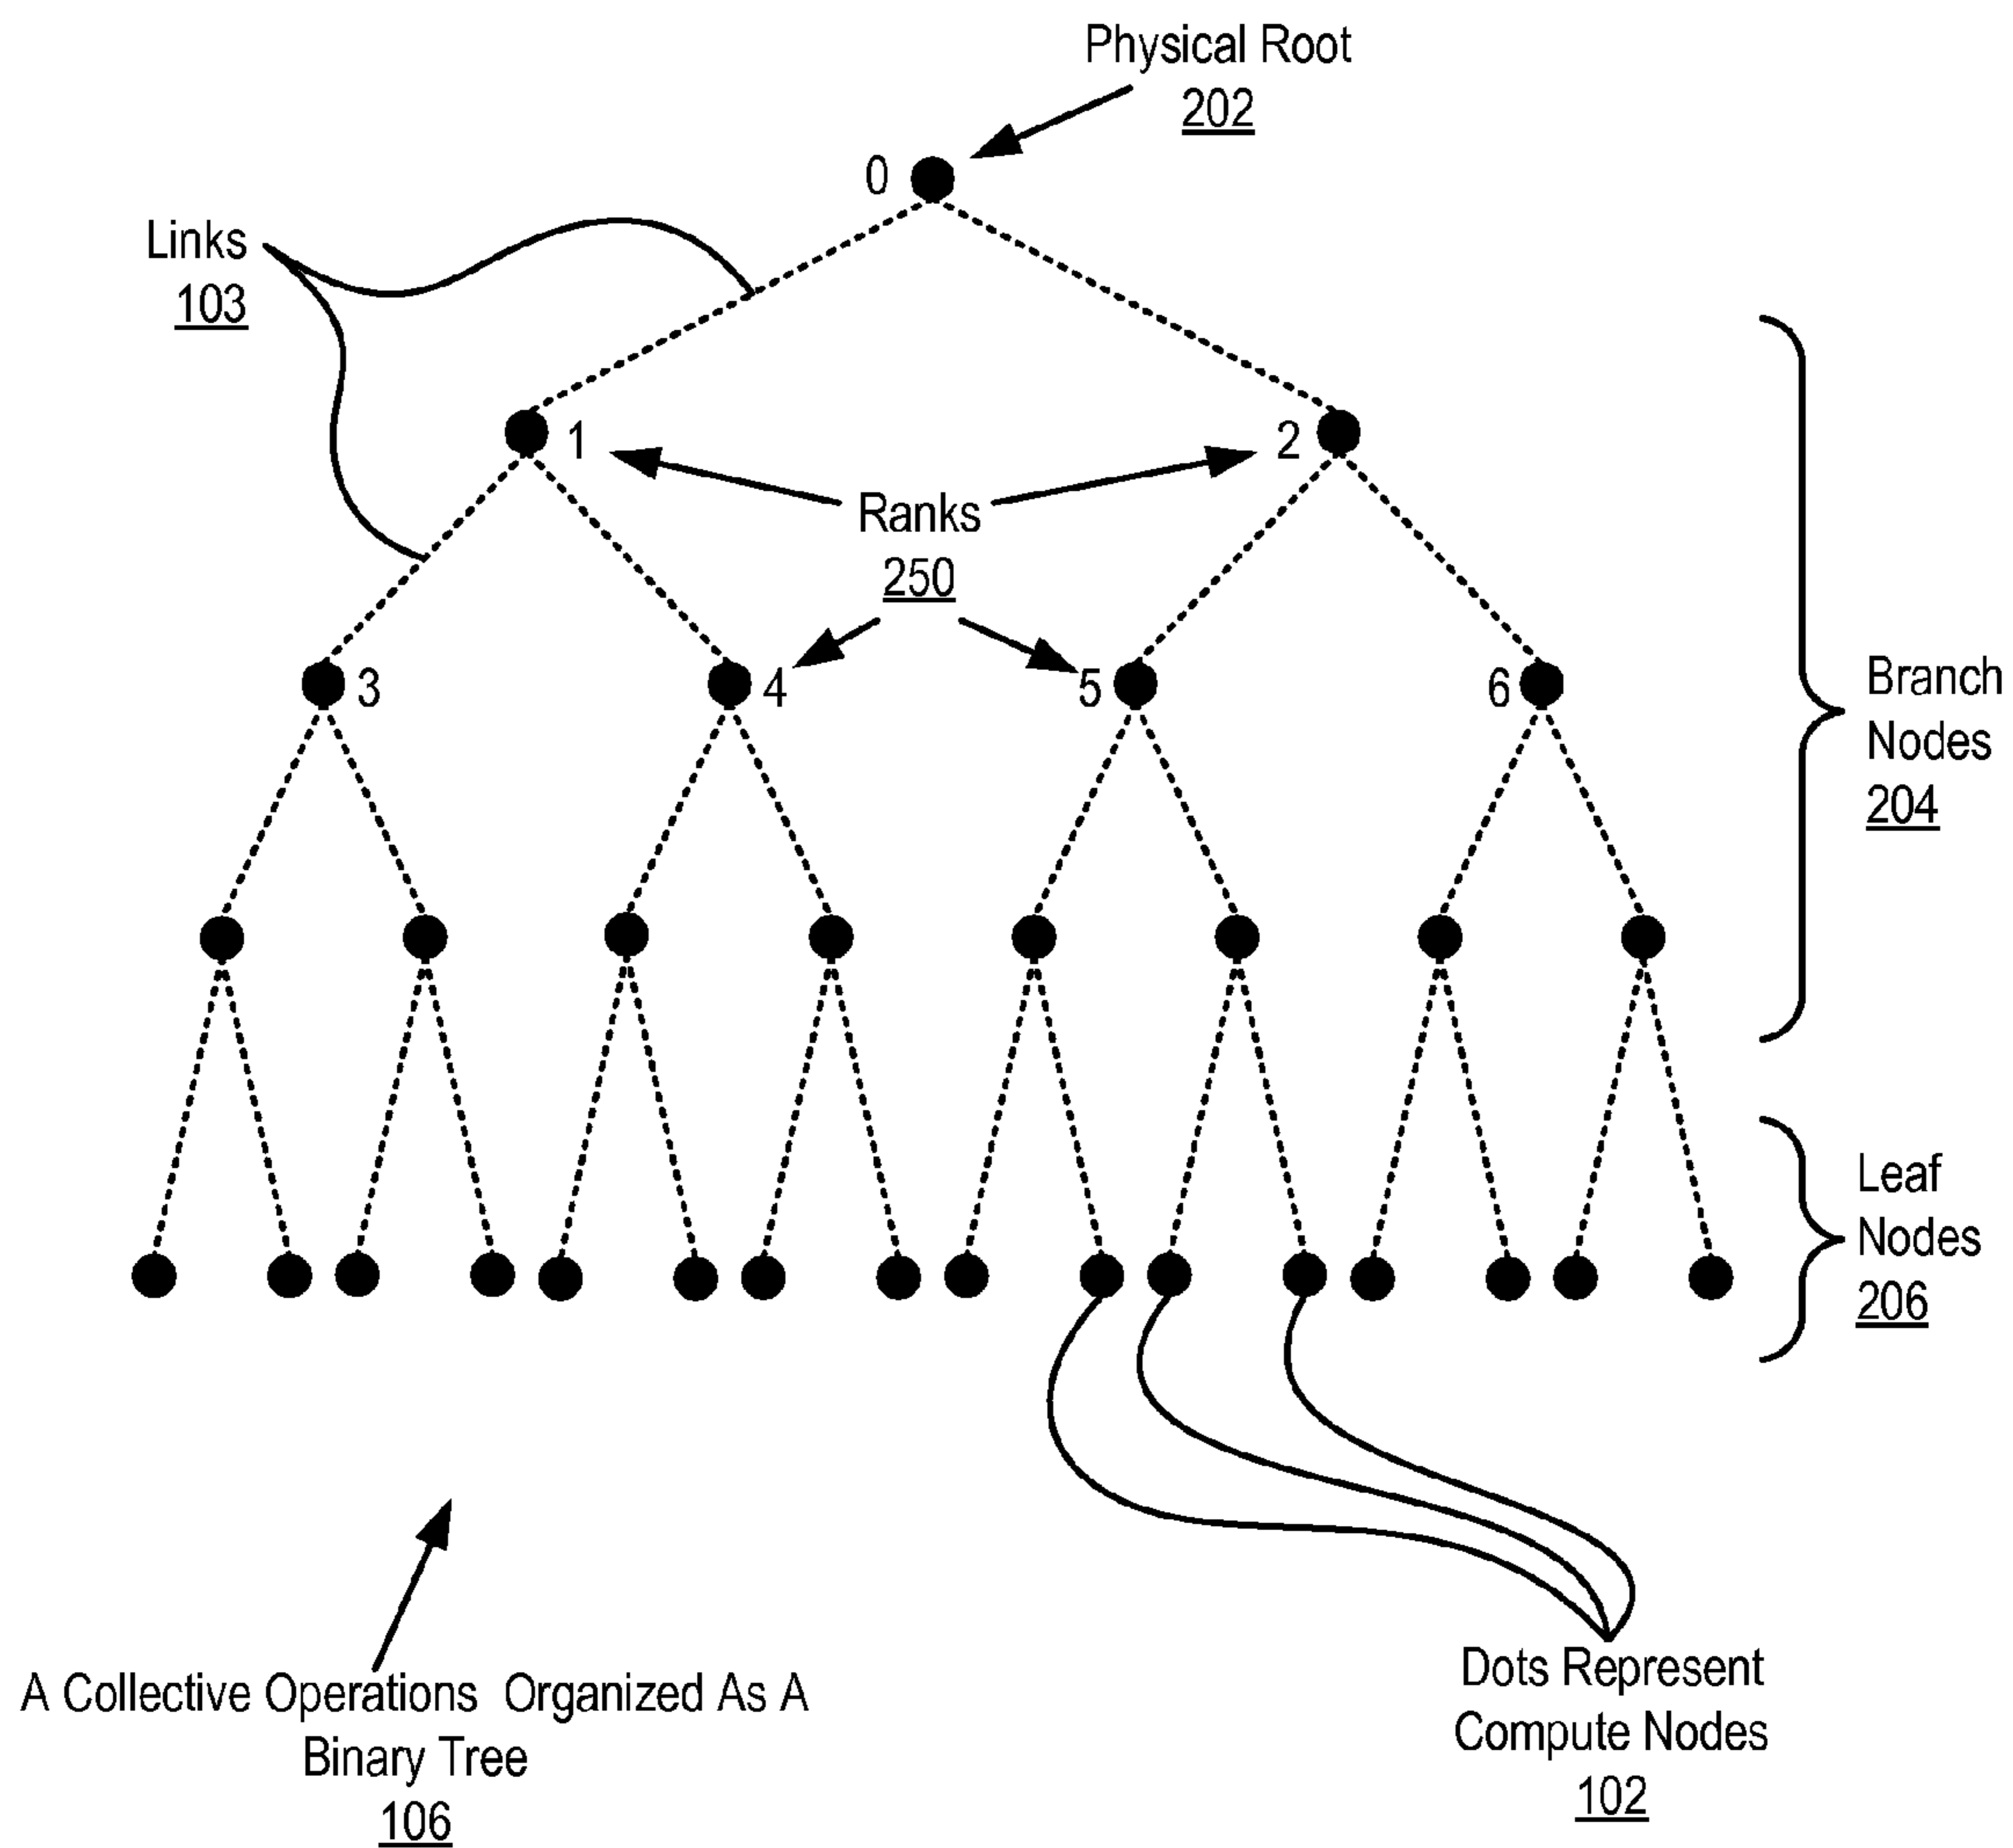 Physical Root
202
0
Links
103
1
2
Ranks
250
3
4
5
6
Branch
Nodes
204
Leaf
Nodes
206
A Collective Operations  Organized As A
Binary Tree
106
Dots Represent
Compute Nodes
102